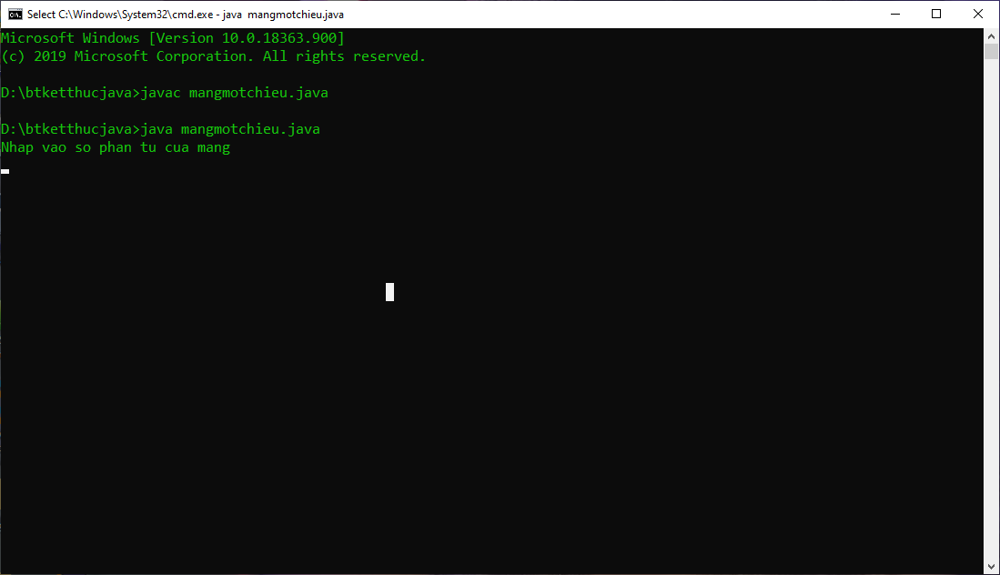 Select C:\Windows\System32\cmd.exe - java  mangmotchieu.java
Microsoft Windows [Version 10.0.18363.900]
(c) 2019 Microsoft Corporation. All rights reserved.
D:\btketthucjava>javac mangmotchieu.java
D:\btketthucjava>java mangmotchieu.java
Nhap vao so phan tu cua mang